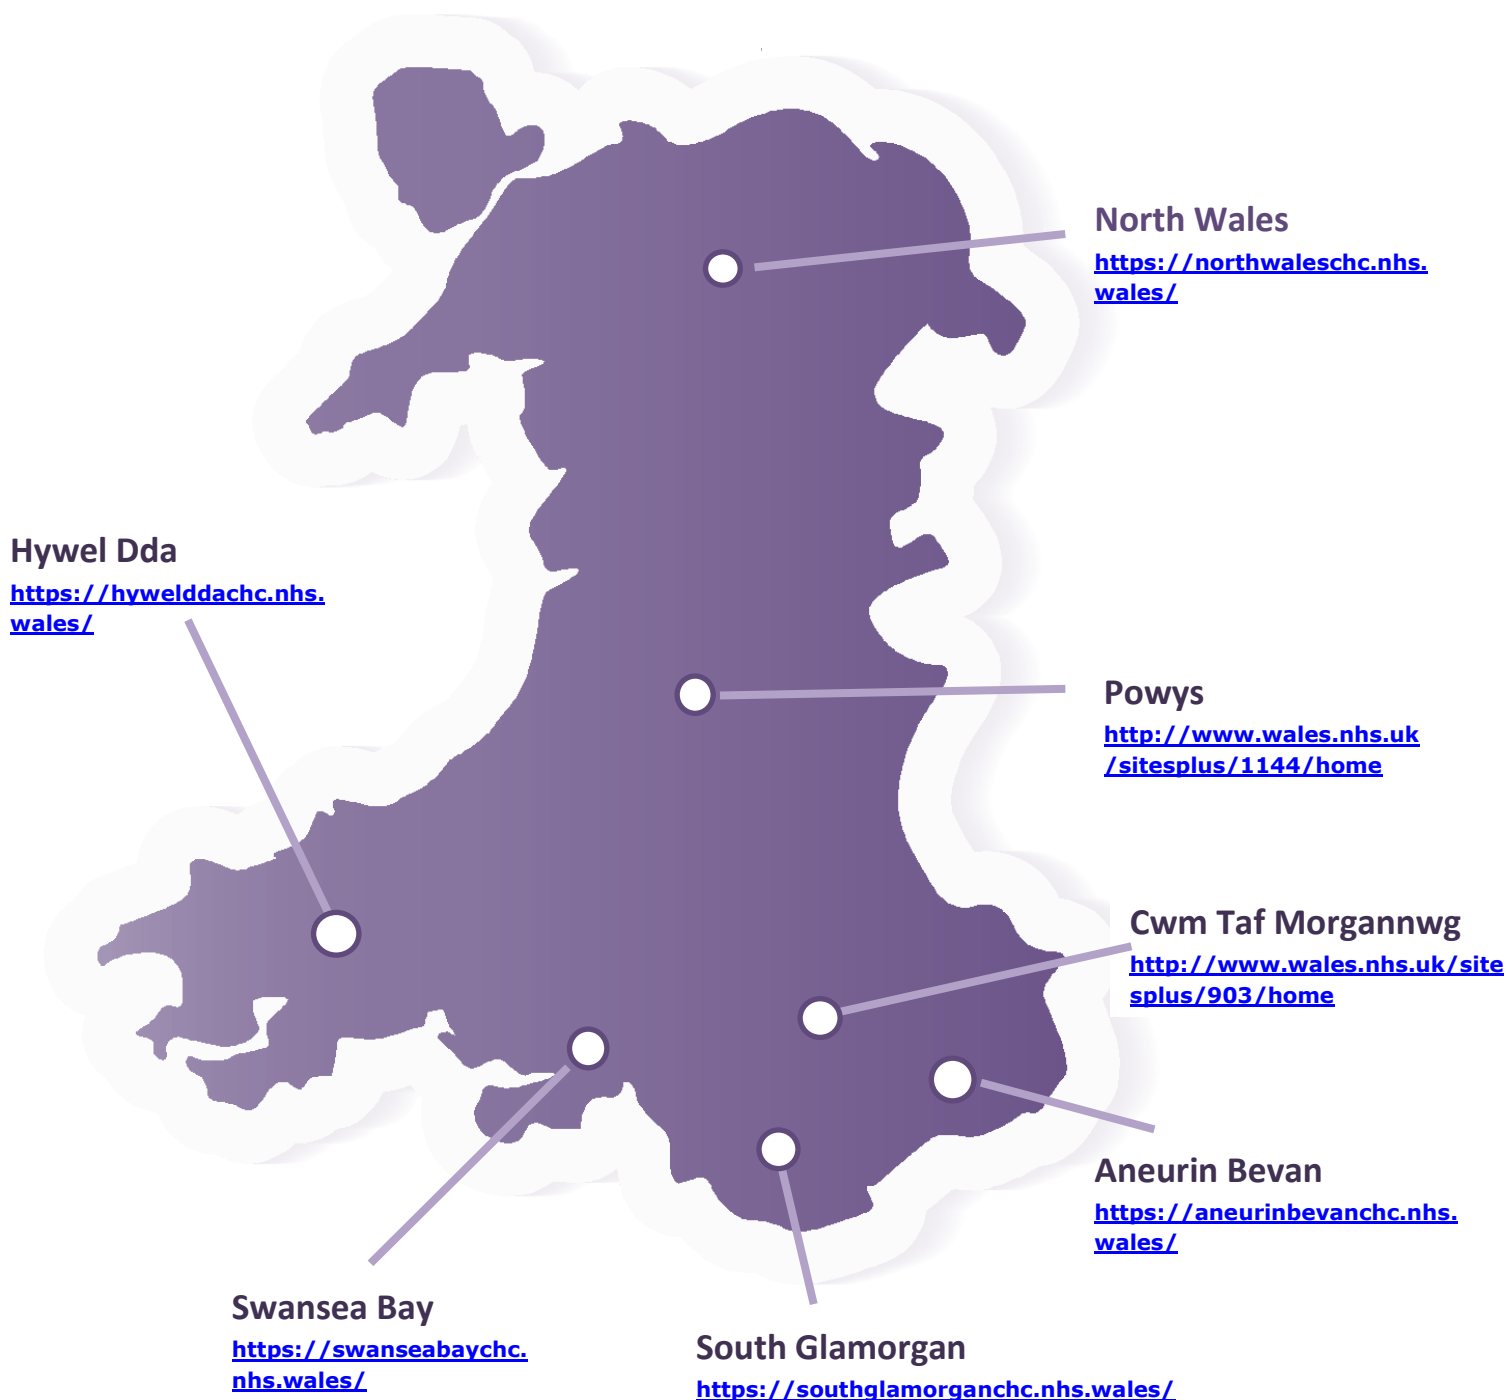 North Wales
https://northwaleschc.nhs.
wales/
Hywel Dda
https://hywelddachc.nhs.
wales/
Powys
http://www.wales.nhs.uk
/sitesplus/1144/home
Cwm Taf Morgannwg
http://www.wales.nhs.uk/site
splus/903/home
Aneurin Bevan
https://aneurinbevanchc.nhs.
wales/
Swansea Bay
https://swanseabaychc.
nhs.wales/
South Glamorgan
https://southglamorganchc.nhs.wales/